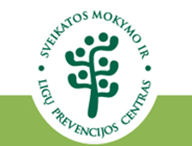 SVEIKATOS MOKYMO IR
LIGŲ PREVENCIJOS CENTRAS